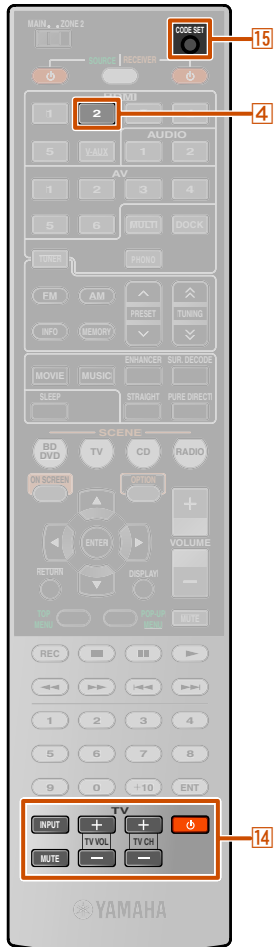 MAIN ZONE 2
CODE SET
15
SOURCE RECEIVER
HDMI
1 2
4
AUDIO
5 V-AUX 1 2
AV
1 2 3 4
5 6 MULTI DOCK
TUNER PHONO
FM AM PRESET TUNING
INFO MEMORY
ENHANCER SUR. DECODE
MOVIE MUSIC
SLEEP STRAIGHT PURE DIRECT
SCENE
BD DVD TV CD RADIO
ON SCREEN OPTION
ENTER
VOLUME
RETURN DISPLAY
TOP MENU POP-UP MENU MUTE
REC
1 2 3 4
5 6 7 8
9 0 +10 ENT
TV
INPUT + + 
MUTE TV VOL TV CH
14
YAMAHA